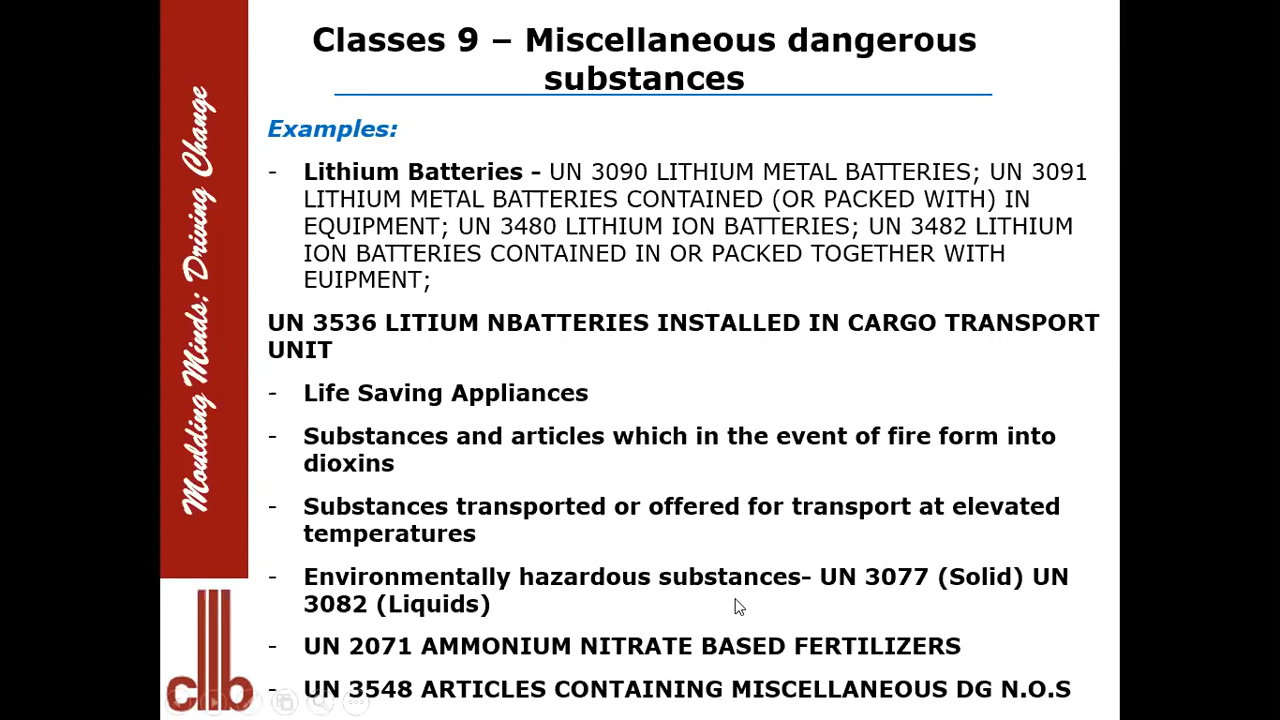 Classes 9 – Miscellaneous dangerous
substances
Examples:
- Lithium Batteries – UN 3090 LITHIUM METAL BATTERIES; UN 3091
LITHIUM METAL BATTERIES CONTAINED (OR PACKED WITH) IN
EQUIPMENT; UN 3480 LITHIUM ION BATTERIES; UN 3482 LITHIUM
ION BATTERIES CONTAINED IN OR PACKED TOGETHER WITH
EUIPMENT;
UN 3536 LITIUM NBATTERIES INSTALLED IN CARGO TRANSPORT
UNIT
- Life Saving Appliances
- Substances and articles which in the event of fire form into
dioxins
- Substances transported or offered for transport at elevated
temperatures
- Environmentally hazardous substances- UN 3077 (Solid) UN
3082 (Liquids)
- UN 2071 AMMONIUM NITRATE BASED FERTILIZERS
- UN 3548 ARTICLES CONTAINING MISCELLANEOUS DG N.O.S
Moulding Minds; Driving Change
cllb